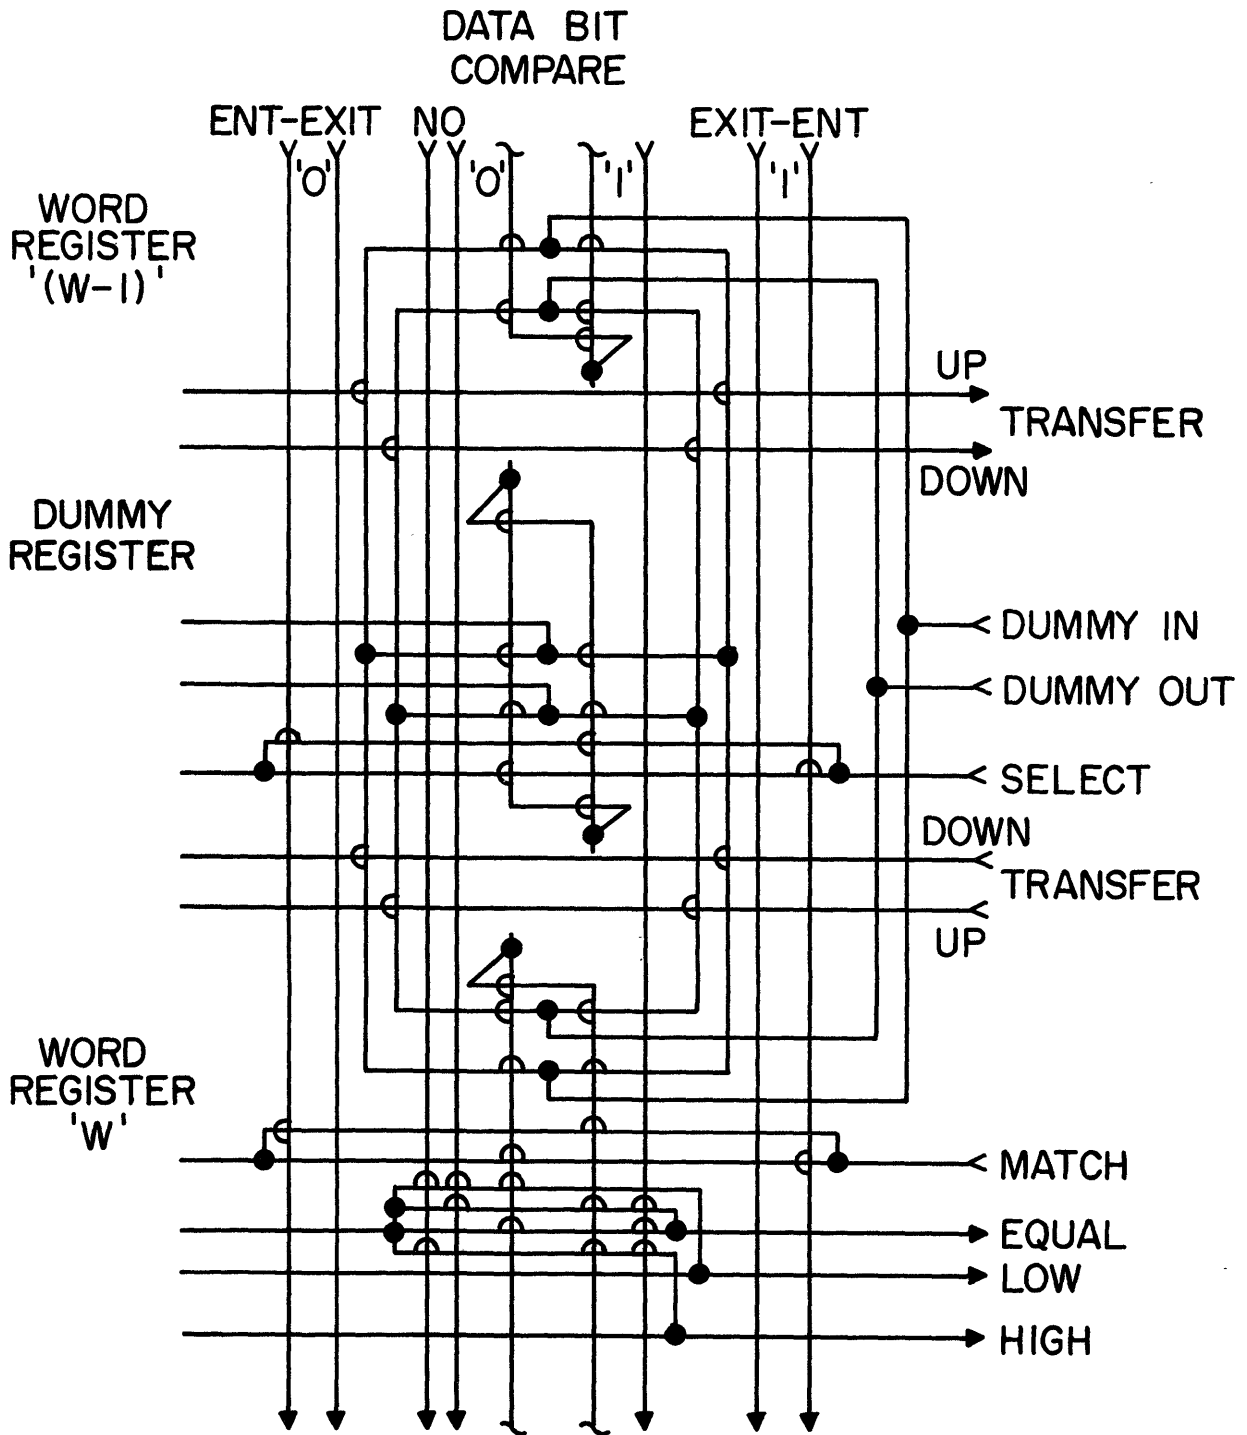 DATA BIT
COMPARE
ENT-EXIT NO EXIT-ENT
'0' '0' '1' '1'
WORD
REGISTER
'(W-1)'
UP
TRANSFER
DOWN
DUMMY
REGISTER
DUMMY IN
DUMMY OUT
SELECT
DOWN
TRANSFER
UP
WORD
REGISTER
'W'
MATCH
EQUAL
LOW
HIGH